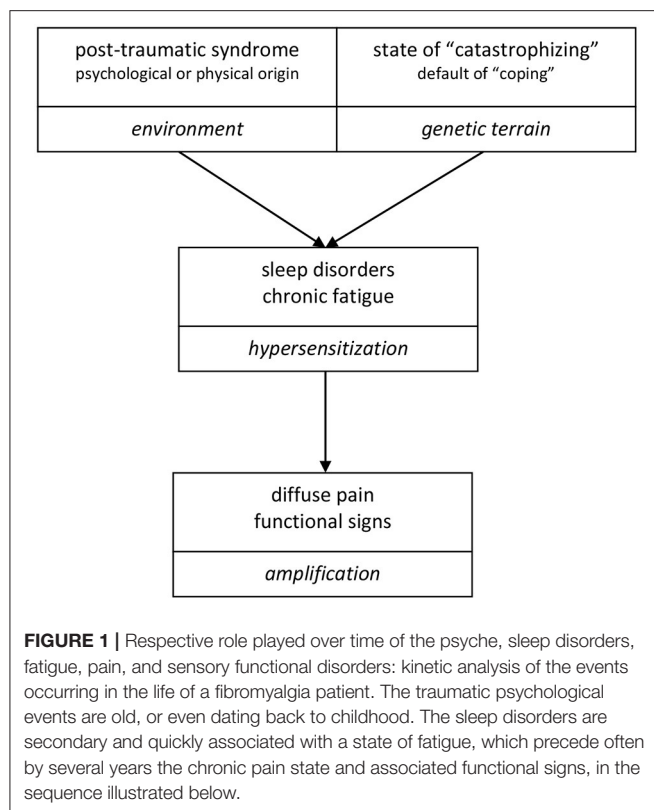 post-traumatic syndrome
psychological or physical origin
environment
state of “catastrophizing”
default of “coping”
genetic terrain
sleep disorders
chronic fatigue
hypersensitization
diffuse pain
functional signs
amplification
FIGURE 1 | Respective role played over time of the psyche, sleep disorders,
fatigue, pain, and sensory functional disorders: kinetic analysis of the events
occurring in the life of a fibromyalgia patient. The traumatic psychological
events are old, or even dating back to childhood. The sleep disorders are
secondary and quickly associated with a state of fatigue, which precede often
by several years the chronic pain state and associated functional signs, in the
sequence illustrated below.